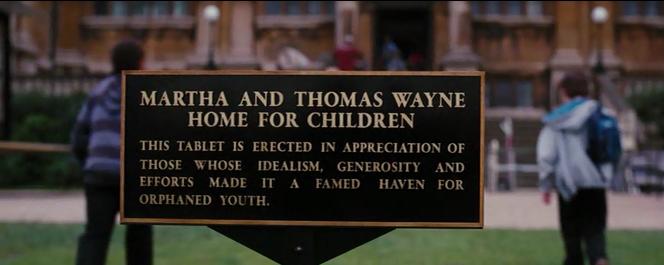 MARTHA AND THOMAS WAYNE
HOME FOR CHILDREN
THIS TABLET IS ERECTED IN APPRECIATION OF
THOSE WHOSE IDEALISM, GENEROSITY AND
EFFORTS MADE IT A FAMED HAVEN FOR
ORPHANED YOUTH.